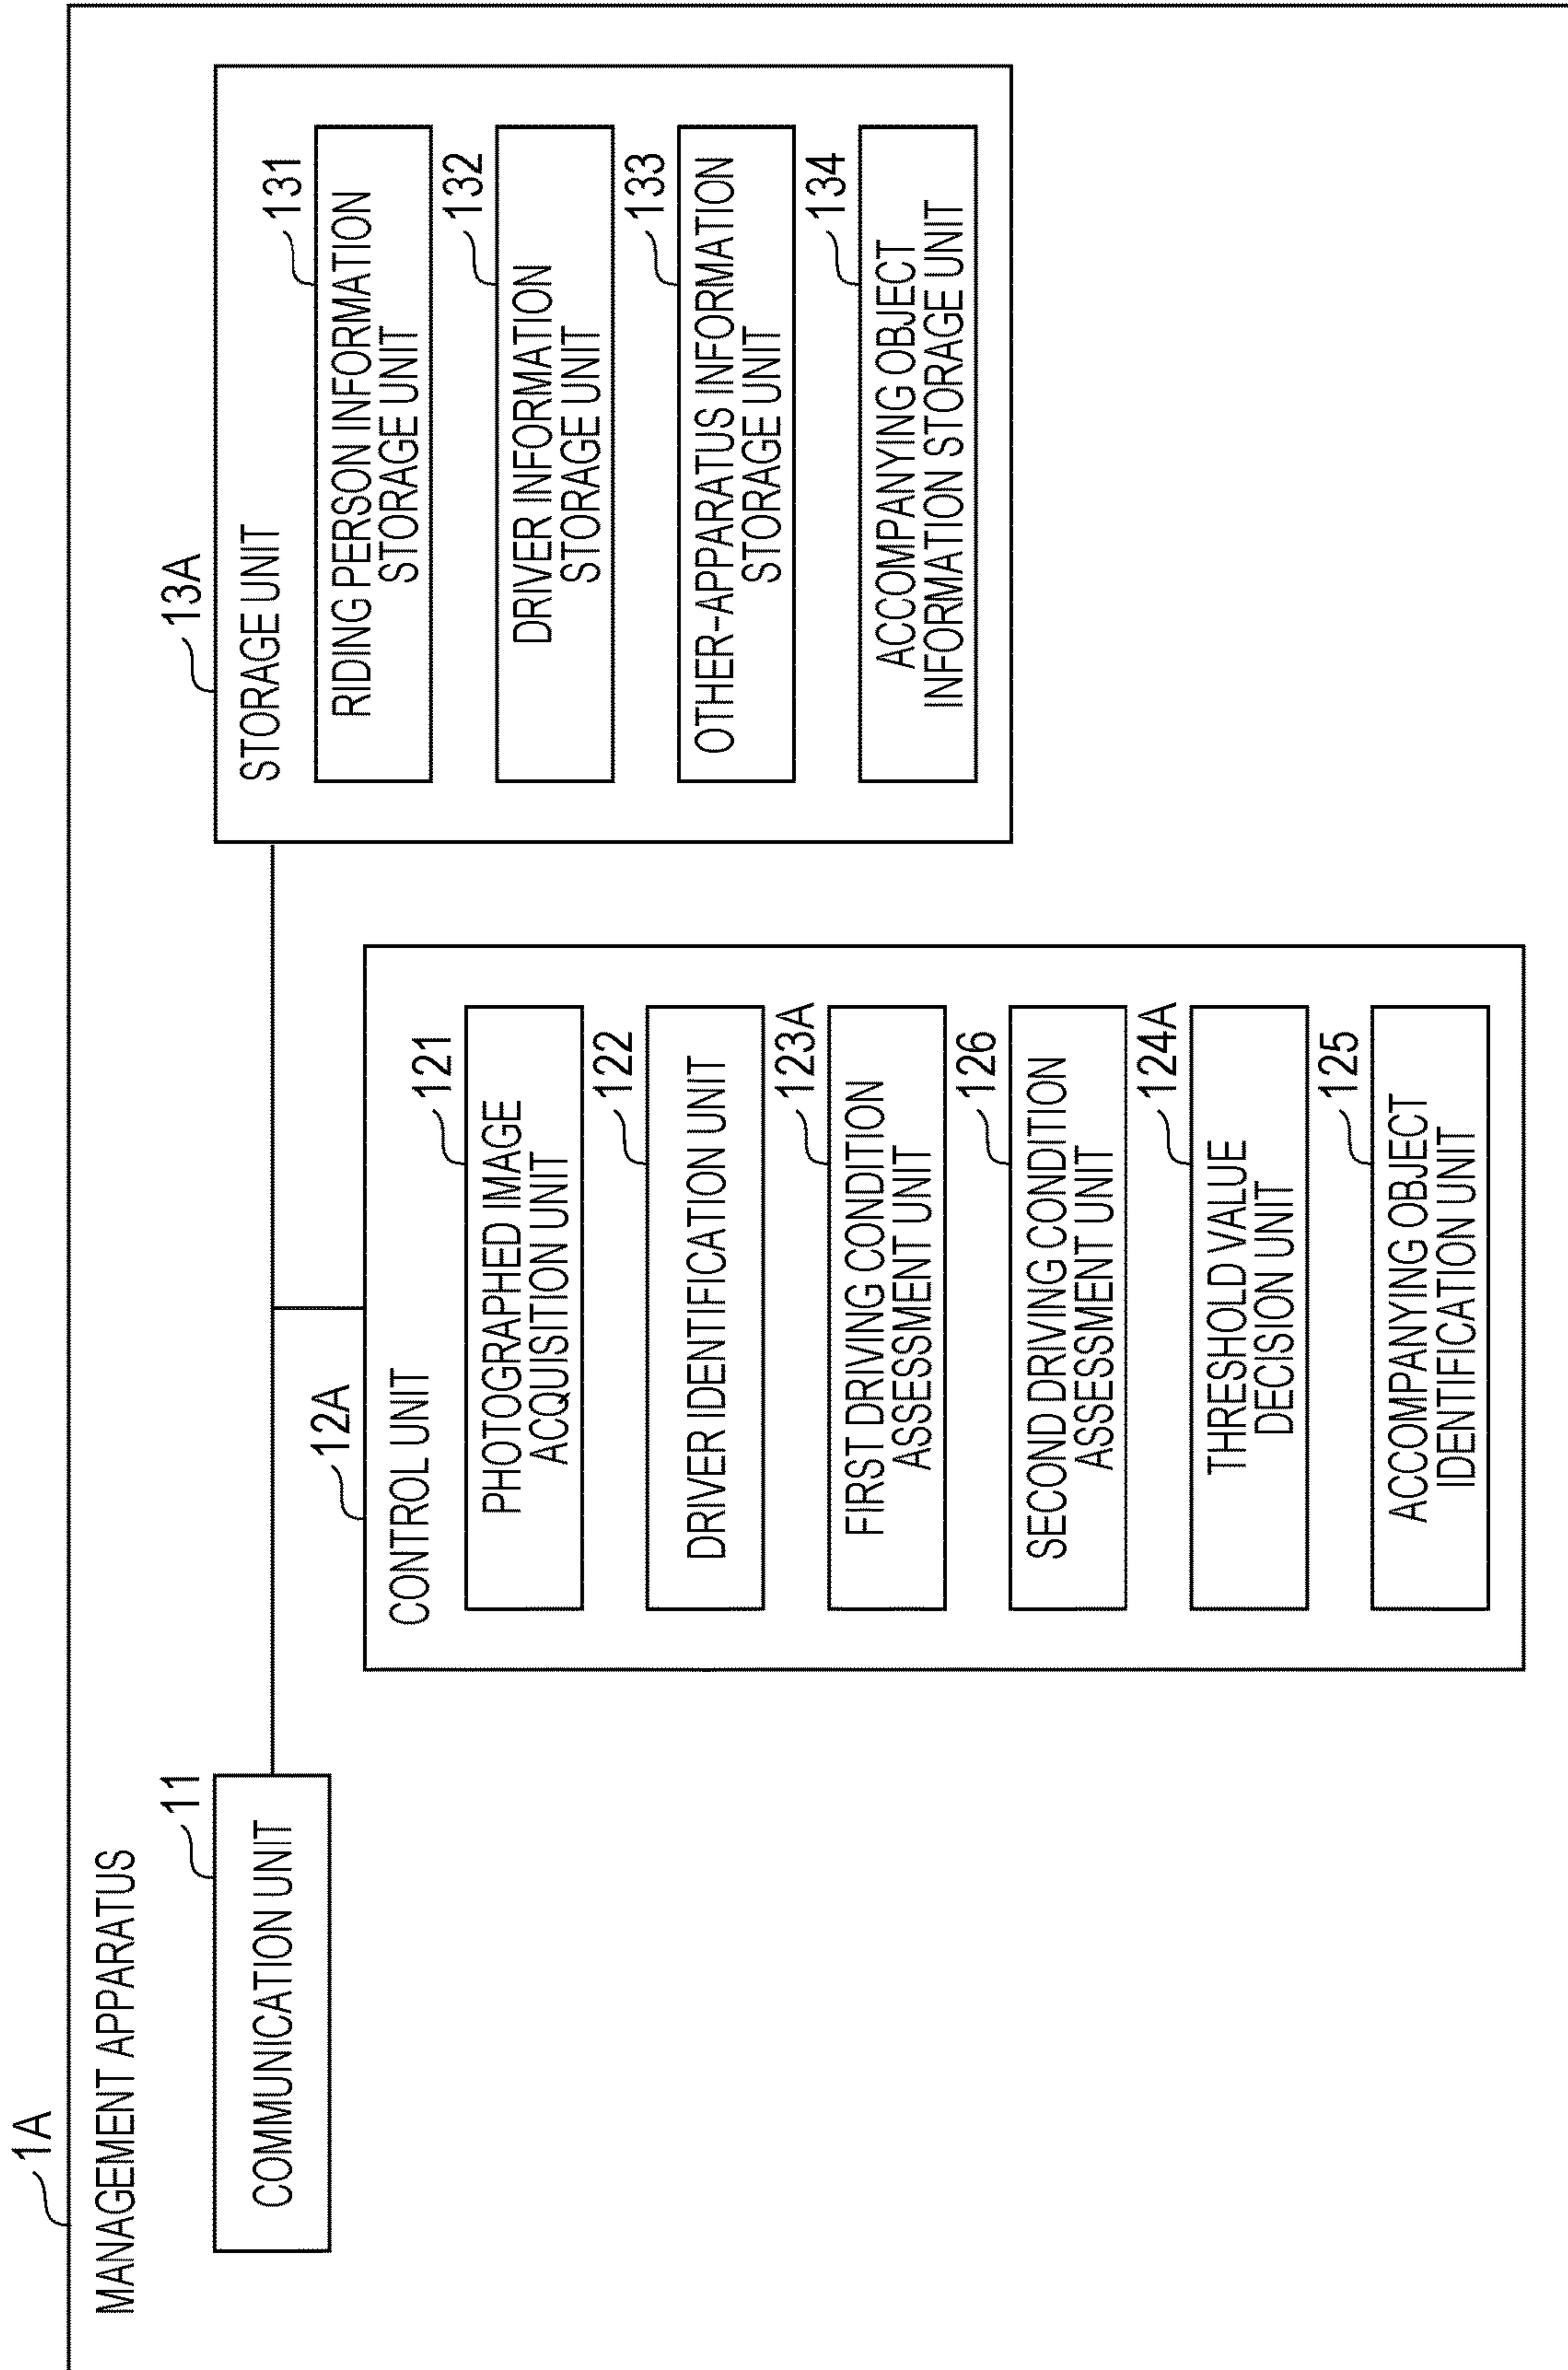 1A
MANAGEMENT APPARATUS
11
COMMUNICATION UNIT
12A
CONTROL UNIT
121
PHOTOGRAPHED IMAGE
ACQUISITION UNIT
122
DRIVER IDENTIFICATION UNIT
123A
FIRST DRIVING CONDITION
ASSESSMENT UNIT
126
SECOND DRIVING CONDITION
ASSESSMENT UNIT
124A
THRESHOLD VALUE
DECISION UNIT
125
ACCOMPANYING OBJECT
IDENTIFICATION UNIT
13A
STORAGE UNIT
131
RIDING PERSON INFORMATION
STORAGE UNIT
132
DRIVER INFORMATION
STORAGE UNIT
133
OTHER-APPARATUS INFORMATION
STORAGE UNIT
134
ACCOMPANYING OBJECT
INFORMATION STORAGE UNIT